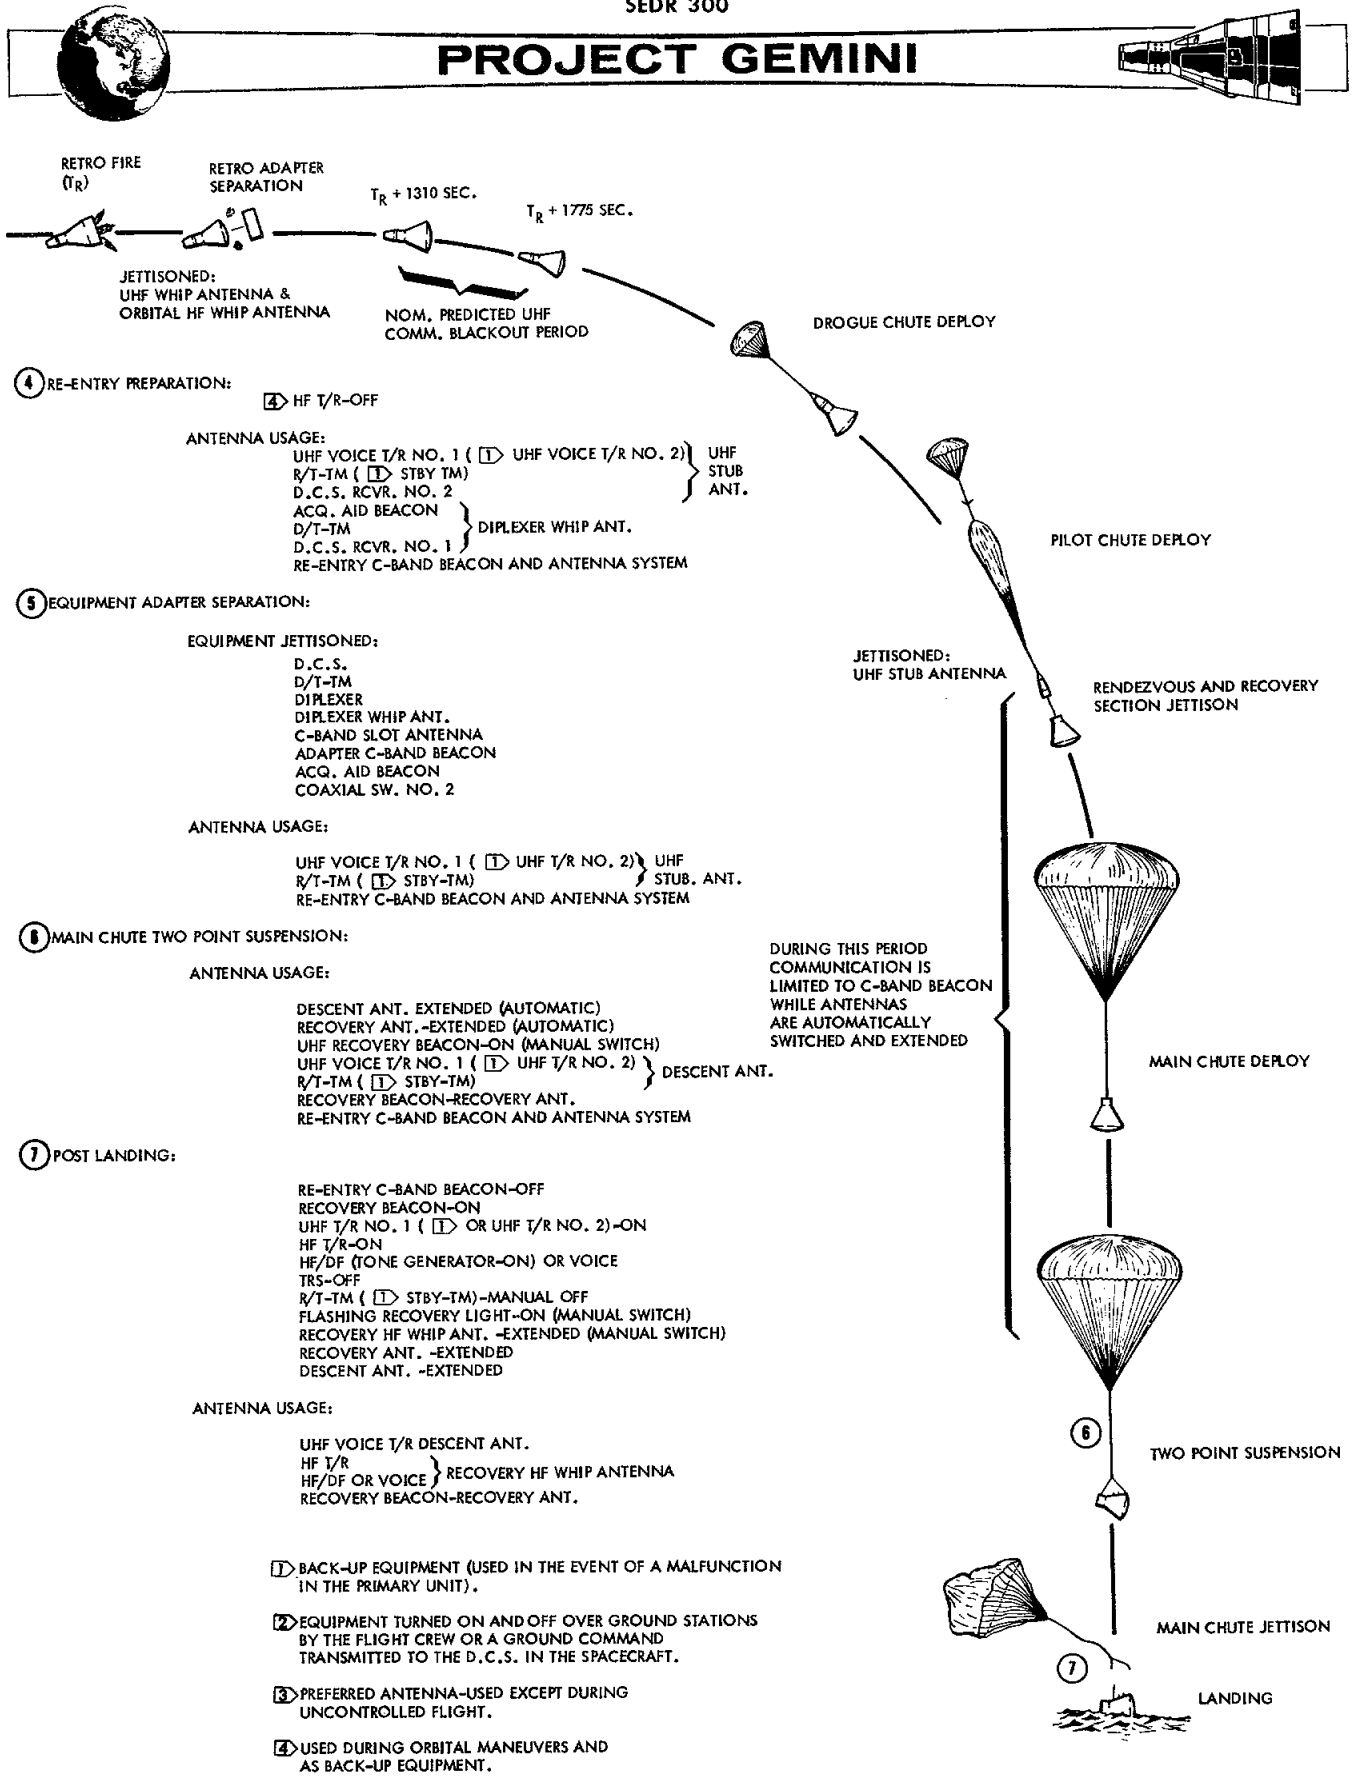 SEDR 300
PROJECT GEMINI
RETRO FIRE
(TR)
RETRO ADAPTER
SEPARATION
TR + 1310 SEC.
TR + 1775 SEC.
JETTISONED:
UHF WHIP ANTENNA &
ORBITAL HF WHIP ANTENNA
NOM. PREDICTED UHF
COMM. BLACKOUT PERIOD
DROGUE CHUTE DEPLOY
4 RE-ENTRY PREPARATION:
4 HF T/R-OFF
ANTENNA USAGE:
UHF VOICE T/R NO. 1 ( 1 UHF VOICE T/R NO. 2)
R/T-TM ( 1 STBY TM)
D.C.S. RCVR. NO. 2
UHF
STUB
ANT.
ACQ. AID BEACON
D/T-TM
D.C.S. RCVR. NO. 1
DIPLEXER WHIP ANT.
RE-ENTRY C-BAND BEACON AND ANTENNA SYSTEM
PILOT CHUTE DEPLOY
5 EQUIPMENT ADAPTER SEPARATION:
EQUIPMENT JETTISONED:
D.C.S.
D/T-TM
DIPLEXER
DIPLEXER WHIP ANT.
C-BAND SLOT ANTENNA
ADAPTER C-BAND BEACON
ACQ. AID BEACON
COAXIAL SW. NO. 2
JETTISONED:
UHF STUB ANTENNA
RENDEZVOUS AND RECOVERY
SECTION JETTISON
ANTENNA USAGE:
UHF VOICE T/R NO. 1 ( 1 UHF T/R NO. 2)
R/T-TM ( 1 STBY-TM)
UHF
STUB. ANT.
RE-ENTRY C-BAND BEACON AND ANTENNA SYSTEM
6 MAIN CHUTE TWO POINT SUSPENSION:
ANTENNA USAGE:
DESCENT ANT. EXTENDED (AUTOMATIC)
RECOVERY ANT.-EXTENDED (AUTOMATIC)
UHF RECOVERY BEACON-ON (MANUAL SWITCH)
UHF VOICE T/R NO. 1 ( 1 UHF T/R NO. 2)
R/T-TM ( 1 STBY-TM)
DESCENT ANT.
RECOVERY BEACON-RECOVERY ANT.
RE-ENTRY C-BAND BEACON AND ANTENNA SYSTEM
DURING THIS PERIOD
COMMUNICATION IS
LIMITED TO C-BAND BEACON
WHILE ANTENNAS
ARE AUTOMATICALLY
SWITCHED AND EXTENDED
MAIN CHUTE DEPLOY
7 POST LANDING:
RE-ENTRY C-BAND BEACON-OFF
RECOVERY BEACON-ON
UHF T/R NO. 1 ( 1 OR UHF T/R NO. 2)-ON
HF T/R-ON
HF/DF (TONE GENERATOR-ON) OR VOICE
TRS-OFF
R/T-TM ( 1 STBY-TM)-MANUAL OFF
FLASHING RECOVERY LIGHT-ON (MANUAL SWITCH)
RECOVERY HF WHIP ANT. -EXTENDED (MANUAL SWITCH)
RECOVERY ANT. -EXTENDED
DESCENT ANT. -EXTENDED
ANTENNA USAGE:
UHF VOICE T/R DESCENT ANT.
HF T/R
HF/DF OR VOICE
RECOVERY HF WHIP ANTENNA
RECOVERY BEACON-RECOVERY ANT.
6
TWO POINT SUSPENSION
1 BACK-UP EQUIPMENT (USED IN THE EVENT OF A MALFUNCTION
IN THE PRIMARY UNIT).
2 EQUIPMENT TURNED ON AND OFF OVER GROUND STATIONS
BY THE FLIGHT CREW OR A GROUND COMMAND
TRANSMITTED TO THE D.C.S. IN THE SPACECRAFT.
3 PREFERRED ANTENNA-USED EXCEPT DURING
UNCONTROLLED FLIGHT.
4 USED DURING ORBITAL MANEUVERS AND
AS BACK-UP EQUIPMENT.
MAIN CHUTE JETTISON
7
LANDING